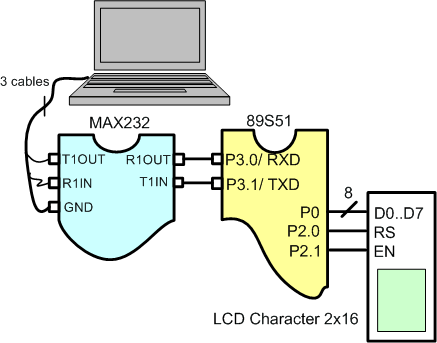 3 cables
MAX232
89S51
T1OUT
R1OUT
P3.0/ RXD
R1IN
T1IN
P3.1/ TXD
GND
8
P0
D0..D7
P2.0
RS
P2.1
EN
LCD Character 2x16